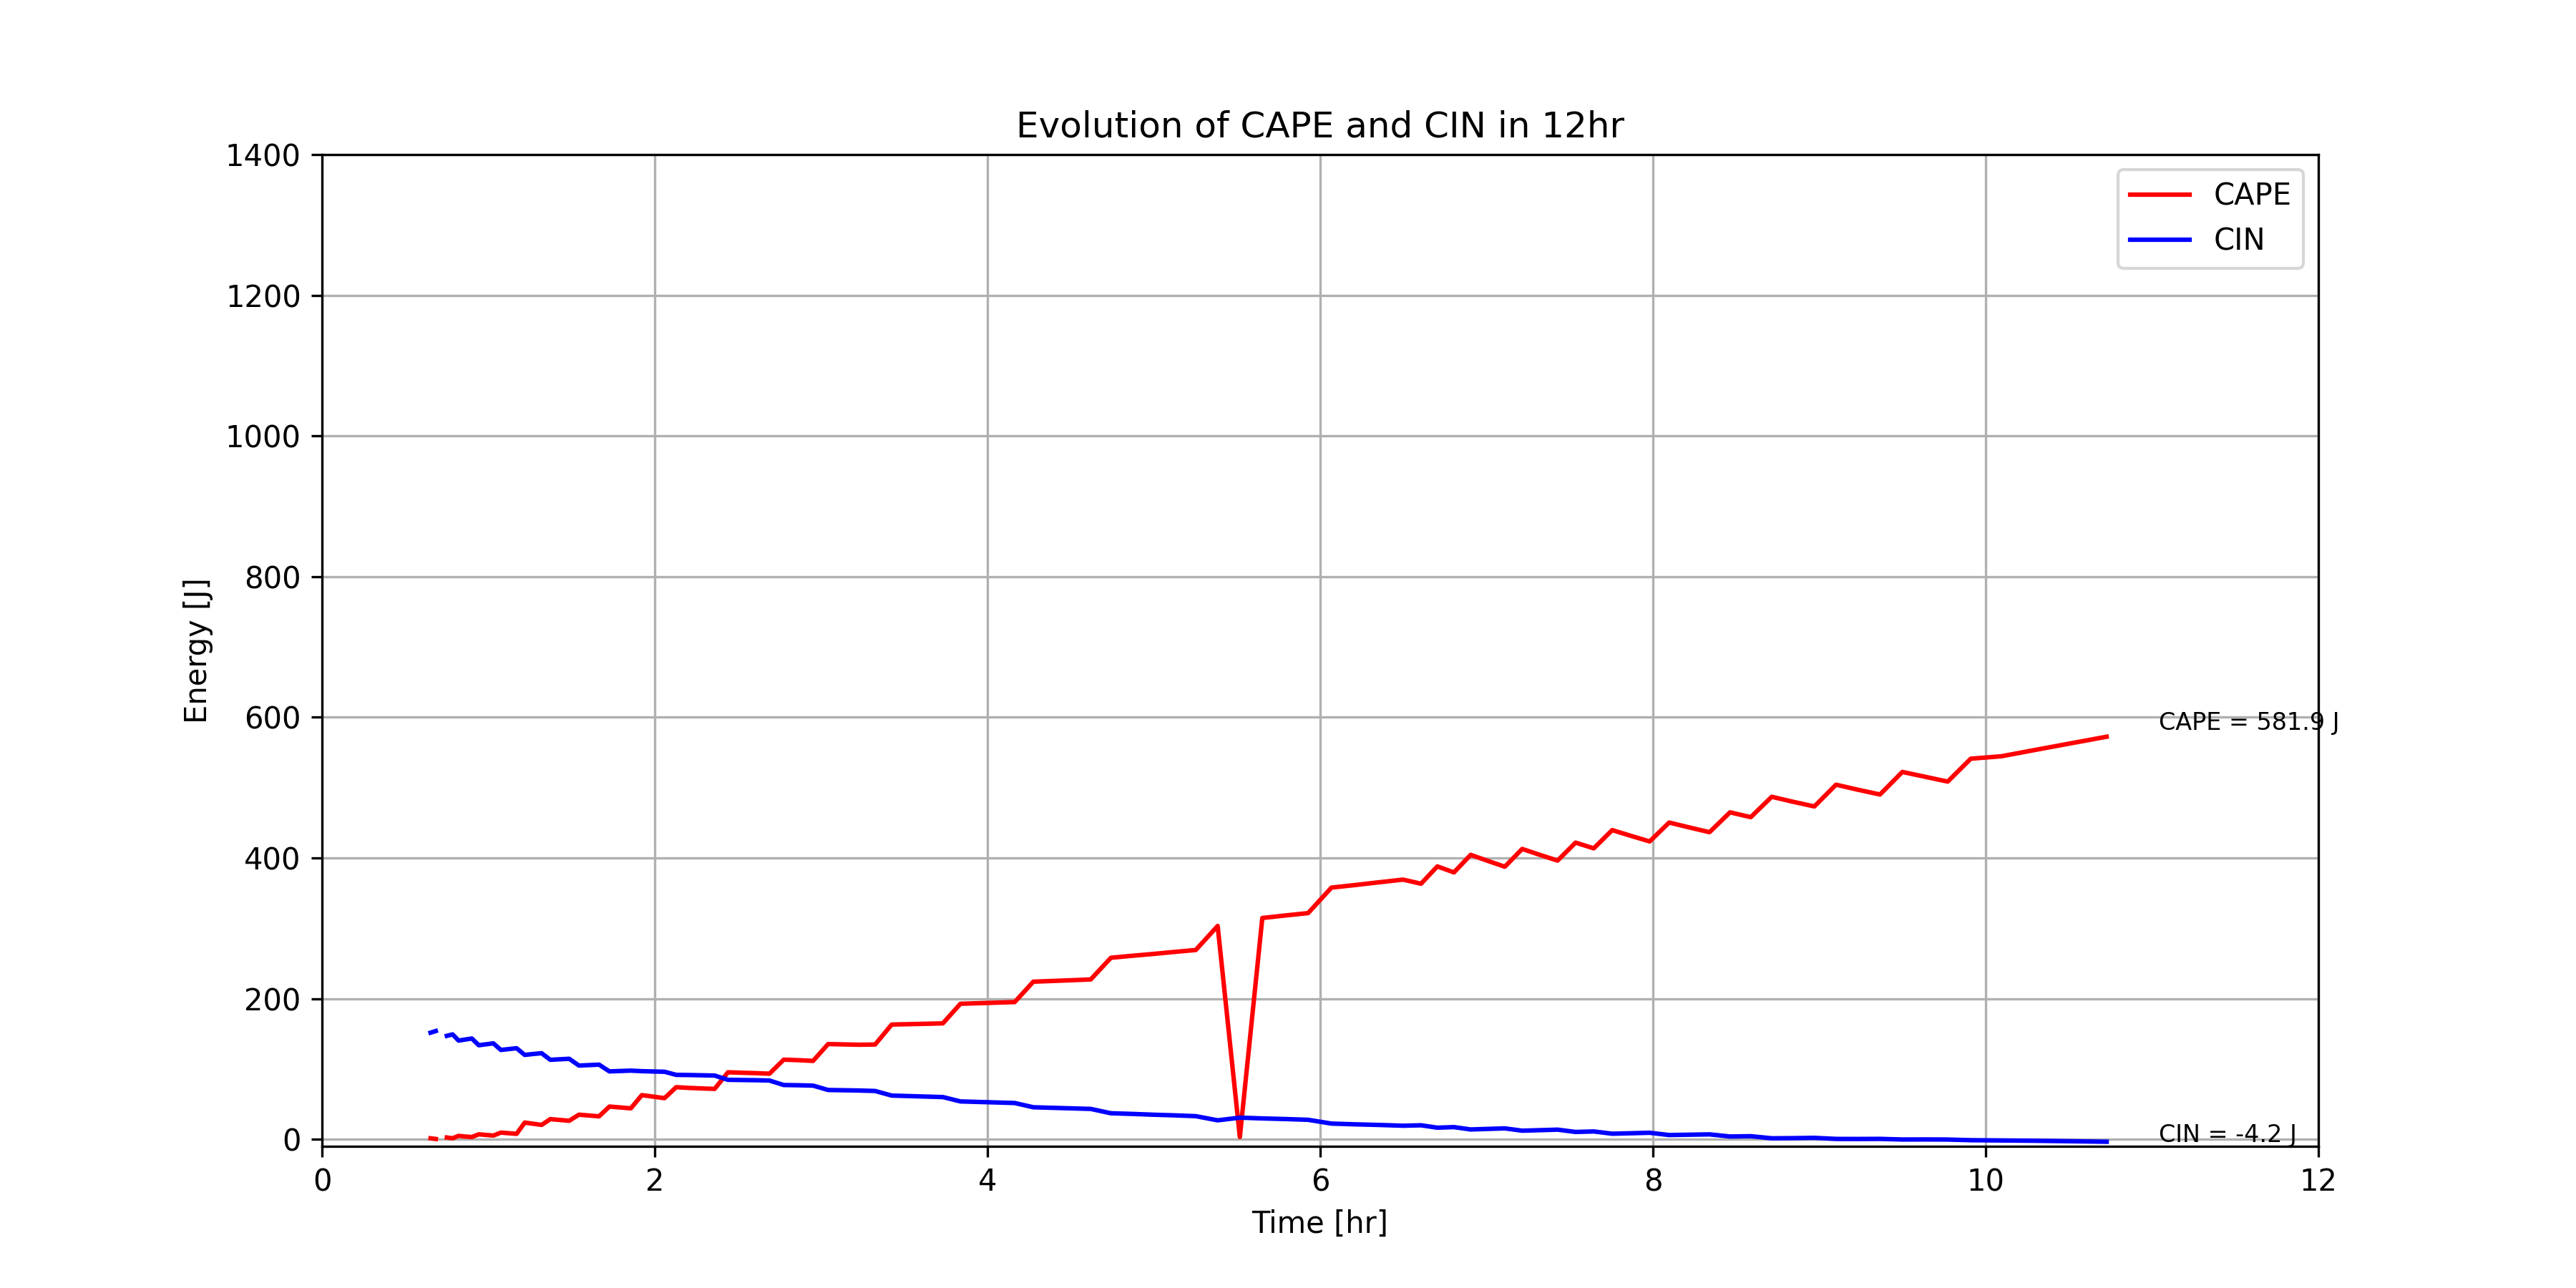 Evolution of CAPE and CIN in 12hr
1400
1200
1000
800
600
400
200
0
Energy [J]
CAPE
CIN
CAPE = 581.9 J
CIN = -4.2 J
0
2
4
6
8
10
12
Time [hr]